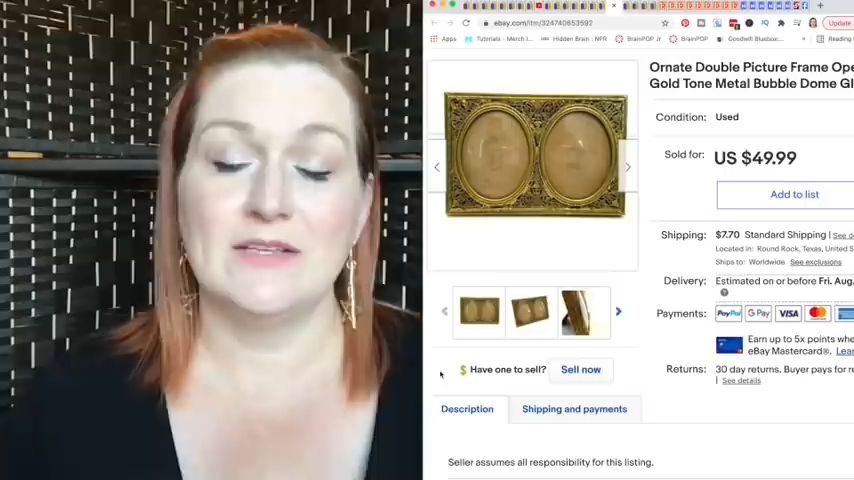 ebay.com/itm/324740653592
Update
Apps
Tutorials - Merch I...
Hidden Brain : NPR
BrainPOP Jr
BrainPOP
Goodwill Bluebox:...
Reading
Ornate Double Picture Frame Ope
Gold Tone Metal Bubble Dome Gl
Condition: Used
Sold for: US $49.99
Add to list
Shipping: $7.70 Standard Shipping | See d
Located in: Round Rock, Texas, United S
Ships to: Worldwide See exclusions
Delivery: Estimated on or before Fri. Aug.
Payments: PayPal G Pay VISA
Earn up to 5x points whe
eBay Mastercard®. Lear
Returns: 30 day returns. Buyer pays for re
| See details
$ Have one to sell? Sell now
Description
Shipping and payments
Seller assumes all responsibility for this listing.